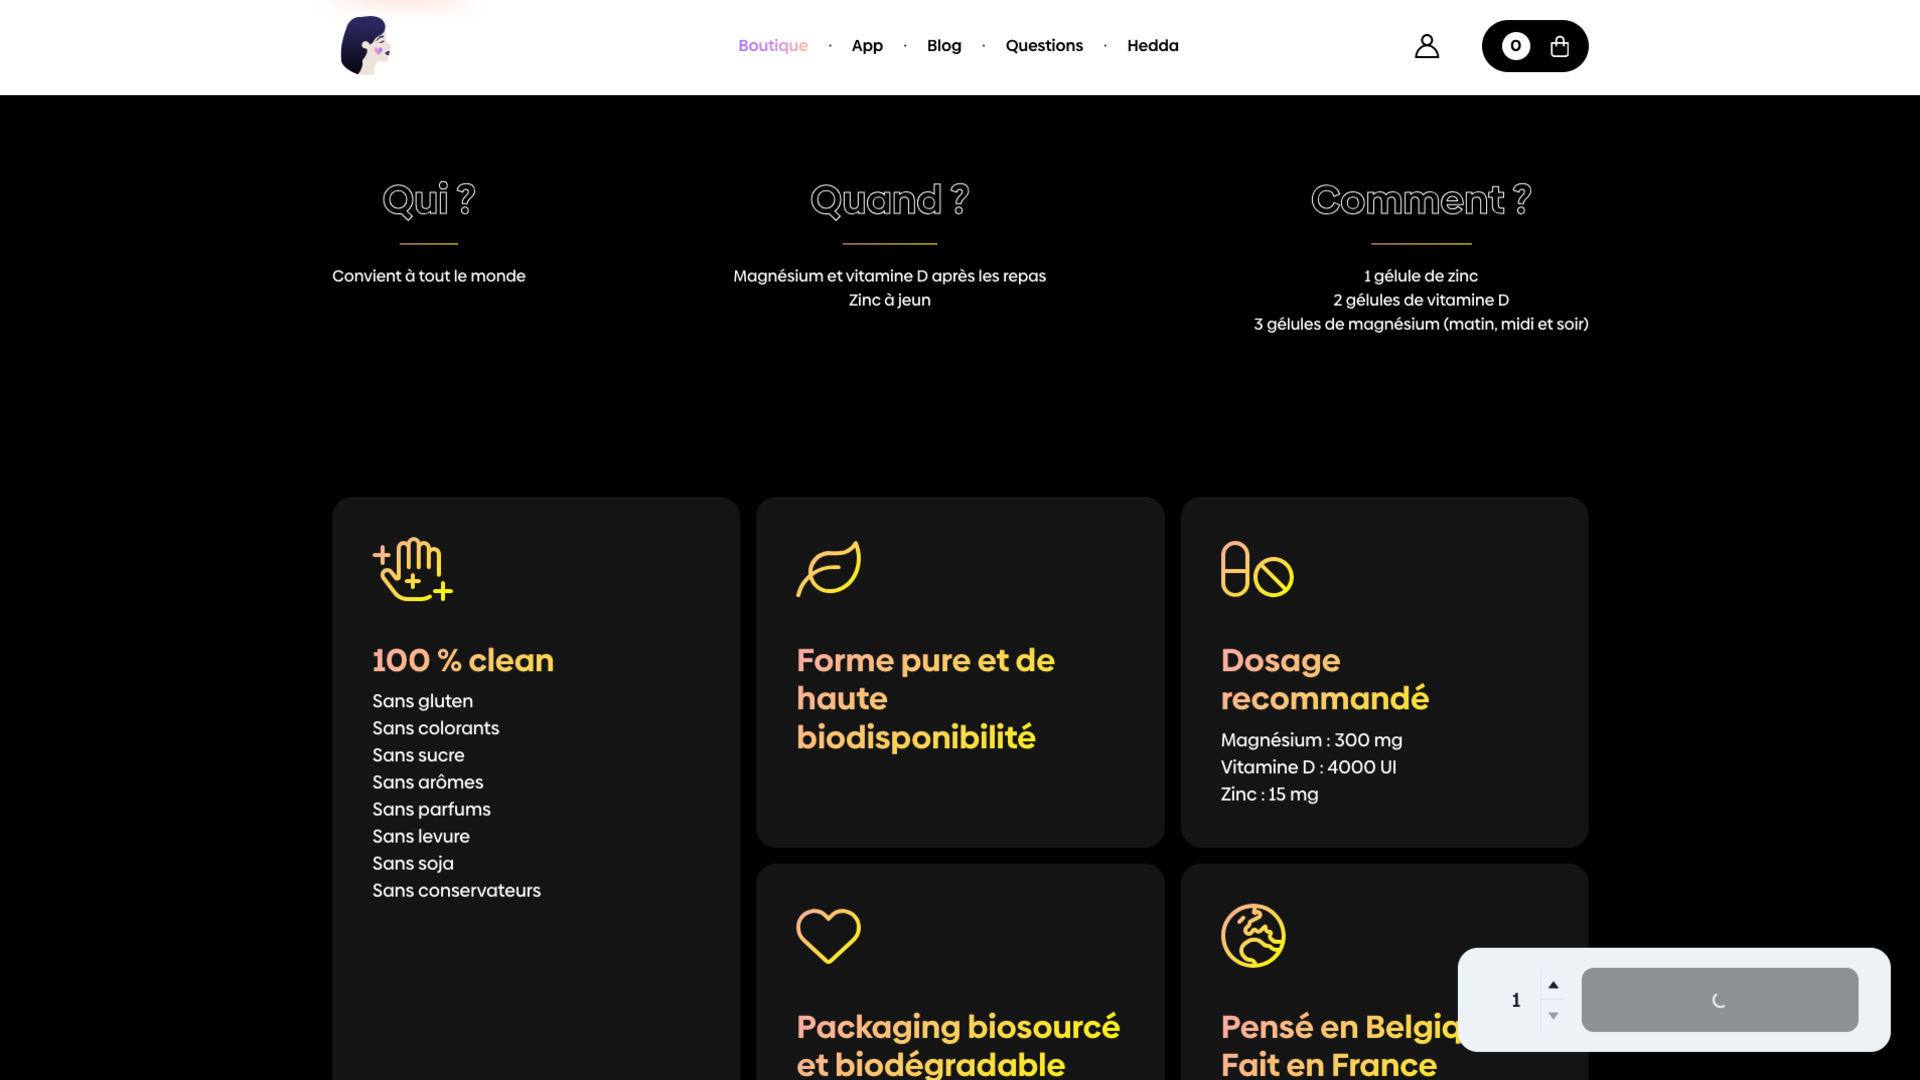 Boutique · App · Blog · Questions · Hedda
0
Qui ?
Convient à tout le monde
Quand ?
Magnésium et vitamine D après les repas
Zinc à jeun
Comment ?
1 gélule de zinc
2 gélules de vitamine D
3 gélules de magnésium (matin, midi et soir)
100 % clean
Sans gluten
Sans colorants
Sans sucre
Sans arômes
Sans parfums
Sans levure
Sans soja
Sans conservateurs
Forme pure et de
haute
biodisponibilité
Dosage
recommandé
Magnésium : 300 mg
Vitamine D : 4000 UI
Zinc : 15 mg
Packaging biosourcé
et biodégradable
Pensé en
Fait en France
1